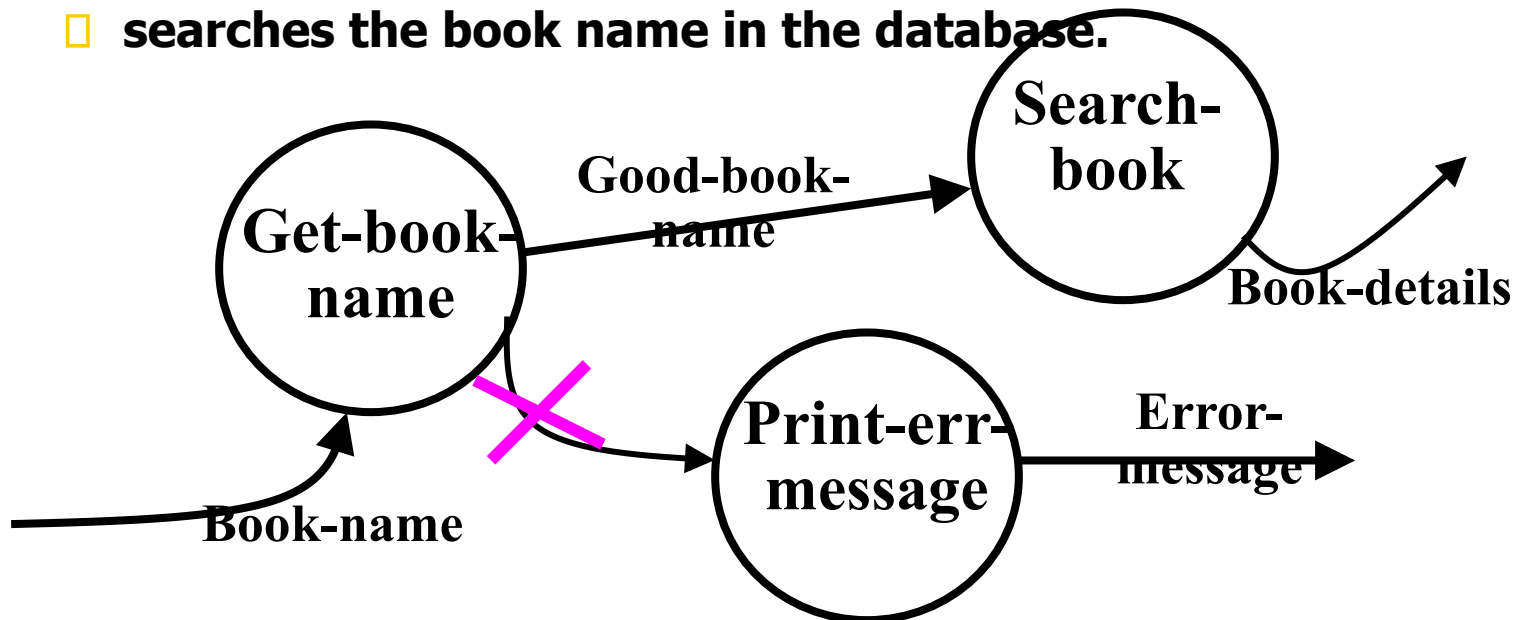 searches the book name in the database.
Search-
book
Good-book-
name
Get-book-
name
Book-details
Print-err-
message
Error-
message
Book-name